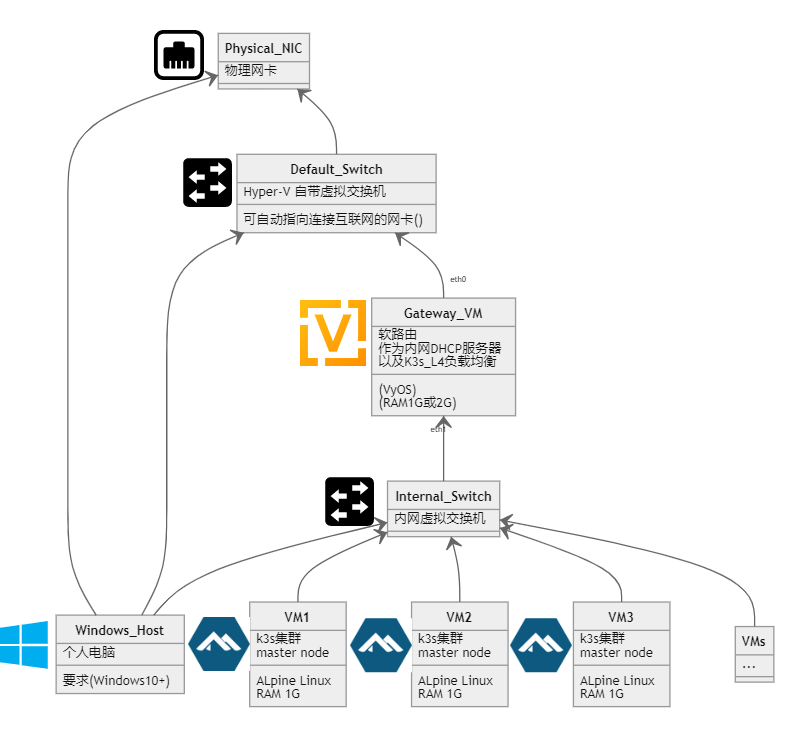 Physical_NIC
物理网卡
Default_Switch
Hyper-V 自带虚拟交换机
可自动指向连接互联网的网卡()
eth0
Gateway_VM
软路由
作为内网DHCP服务器
以及K3s_L4负载均衡
(VyOS)
(RAM1G或2G)
eth1
Internal_Switch
内网虚拟交换机
Windows_Host
个人电脑
要求(Windows10+)
VM1
k3s集群
master node
ALpine Linux
RAM 1G
VM2
k3s集群
master node
ALpine Linux
RAM 1G
VM3
k3s集群
master node
ALpine Linux
RAM 1G
VMs
...